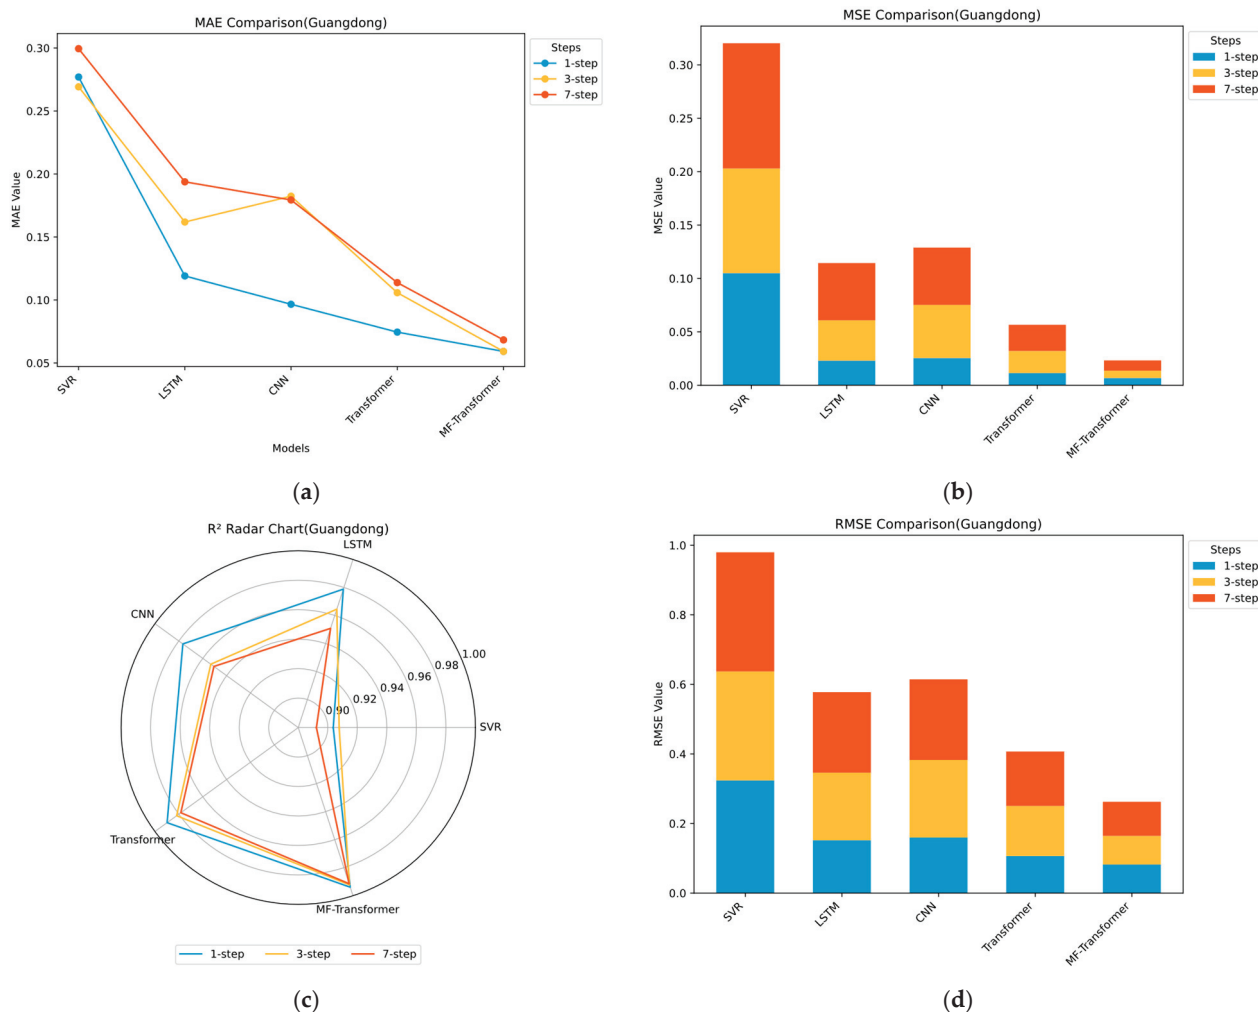 MAE Comparison(Guangdong)
MAE Value
0.30
0.25
0.20
0.15
0.10
0.05
SVR
LSTM
CNN
Transformer
MF-Transformer
Models
Steps
1-step
3-step
7-step
(a)
MSE Comparison(Guangdong)
MSE Value
0.30
0.25
0.20
0.15
0.10
0.05
0.00
SVR
LSTM
CNN
Transformer
MF-Transformer
Steps
1-step
3-step
7-step
(b)
R² Radar Chart(Guangdong)
LSTM
CNN
1.00
0.98
0.96
0.94
0.92
0.90
SVR
Transformer
MF-Transformer
1-step 3-step 7-step
(c)
RMSE Comparison(Guangdong)
RMSE Value
1.0
0.8
0.6
0.4
0.2
0.0
SVR
LSTM
CNN
Transformer
MF-Transformer
Steps
1-step
3-step
7-step
(d)